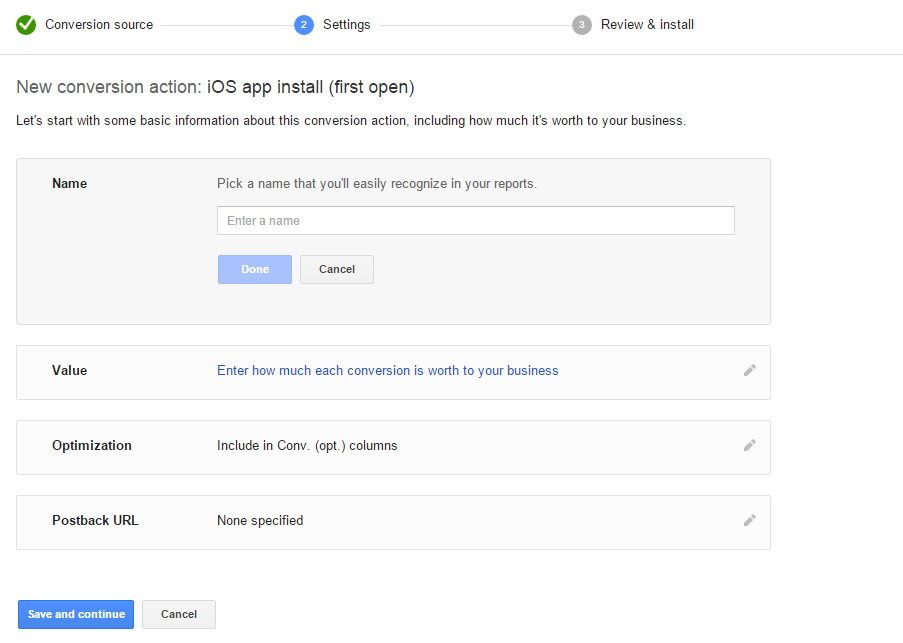 Conversion source
2 Settings
3 Review & install
New conversion action: iOS app install (first open)
Let's start with some basic information about this conversion action, including how much it's worth to your business.
Name
Pick a name that you'll easily recognize in your reports.
Enter a name
Done Cancel
Value Enter how much each conversion is worth to your business
Optimization Include in Conv. (opt.) columns
Postback URL None specified
Save and continue Cancel